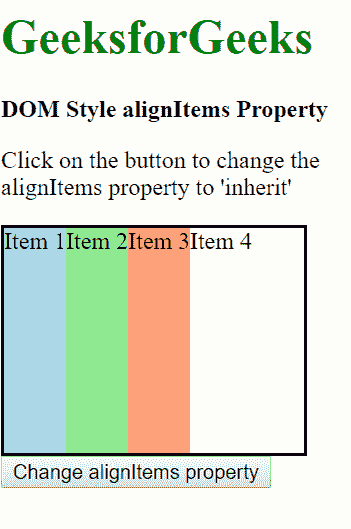 GeeksforGeeks
DOM Style alignItems Property
Click on the button to change the
alignItems property to 'inherit'
Item 1 Item 2 Item 3 Item 4
Change alignItems property